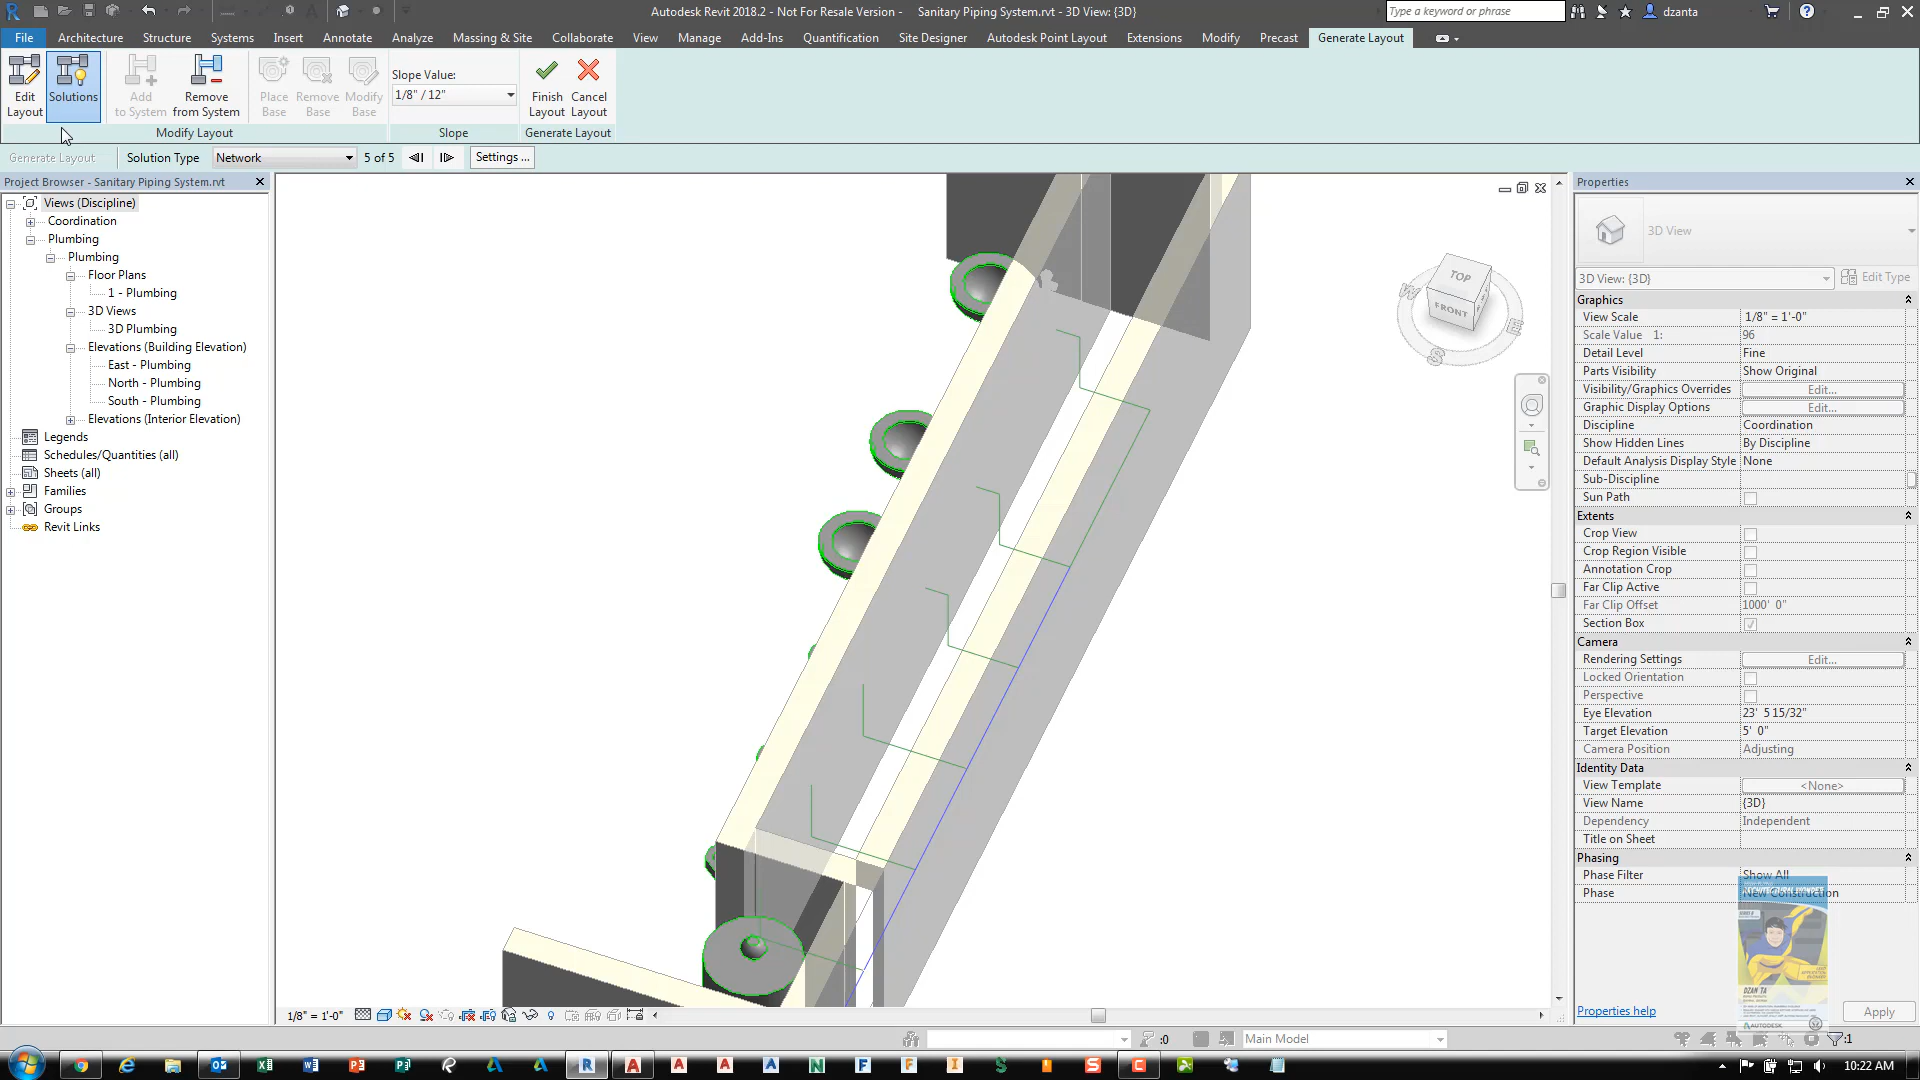 Autodesk Revit 2018.2 - Not For Resale Version -    Sanitary Piping System.rvt - 3D View: {3D}
Type a keyword or phrase
dzanta
File Architecture Structure Systems Insert Annotate Analyze Massing & Site Collaborate View Manage Add-Ins Quantification Site Designer Autodesk Point Layout Extensions Modify Precast Generate Layout
Edit Layout
Solutions
Add to System
Remove from System
Place Base
Remove Base
Modify Base
Slope Value:
1/8" / 12"
Finish Layout
Cancel Layout
Modify Layout Slope Generate Layout
Generate Layout Solution Type Network 5 of 5 Settings ...
Project Browser - Sanitary Piping System.rvt
Views (Discipline)
Coordination
Plumbing
Plumbing
Floor Plans
1 - Plumbing
3D Views
3D Plumbing
Elevations (Building Elevation)
East - Plumbing
North - Plumbing
South - Plumbing
Elevations (Interior Elevation)
Legends
Schedules/Quantities (all)
Sheets (all)
Families
Groups
Revit Links
TOP
FRONT
W
E
S
Properties
3D View
3D View: {3D} Edit Type
Graphics
View Scale 1/8" = 1'-0"
Scale Value 1: 96
Detail Level Fine
Parts Visibility Show Original
Visibility/Graphics Overrides Edit...
Graphic Display Options Edit...
Discipline Coordination
Show Hidden Lines By Discipline
Default Analysis Display Style None
Sub-Discipline
Sun Path
Extents
Crop View
Crop Region Visible
Annotation Crop
Far Clip Active
Far Clip Offset 1000' 0"
Section Box
Camera
Rendering Settings Edit...
Locked Orientation
Perspective
Eye Elevation 23' 5 15/32"
Target Elevation 5' 0"
Camera Position Adjusting
Identity Data
View Template <None>
View Name {3D}
Dependency Independent
Title on Sheet
Phasing
Phase Filter Show All
Phase New Construction
DZAN TA
AUTODESK
Properties help Apply
1/8" = 1'-0"
:0 Main Model :1
10:22 AM